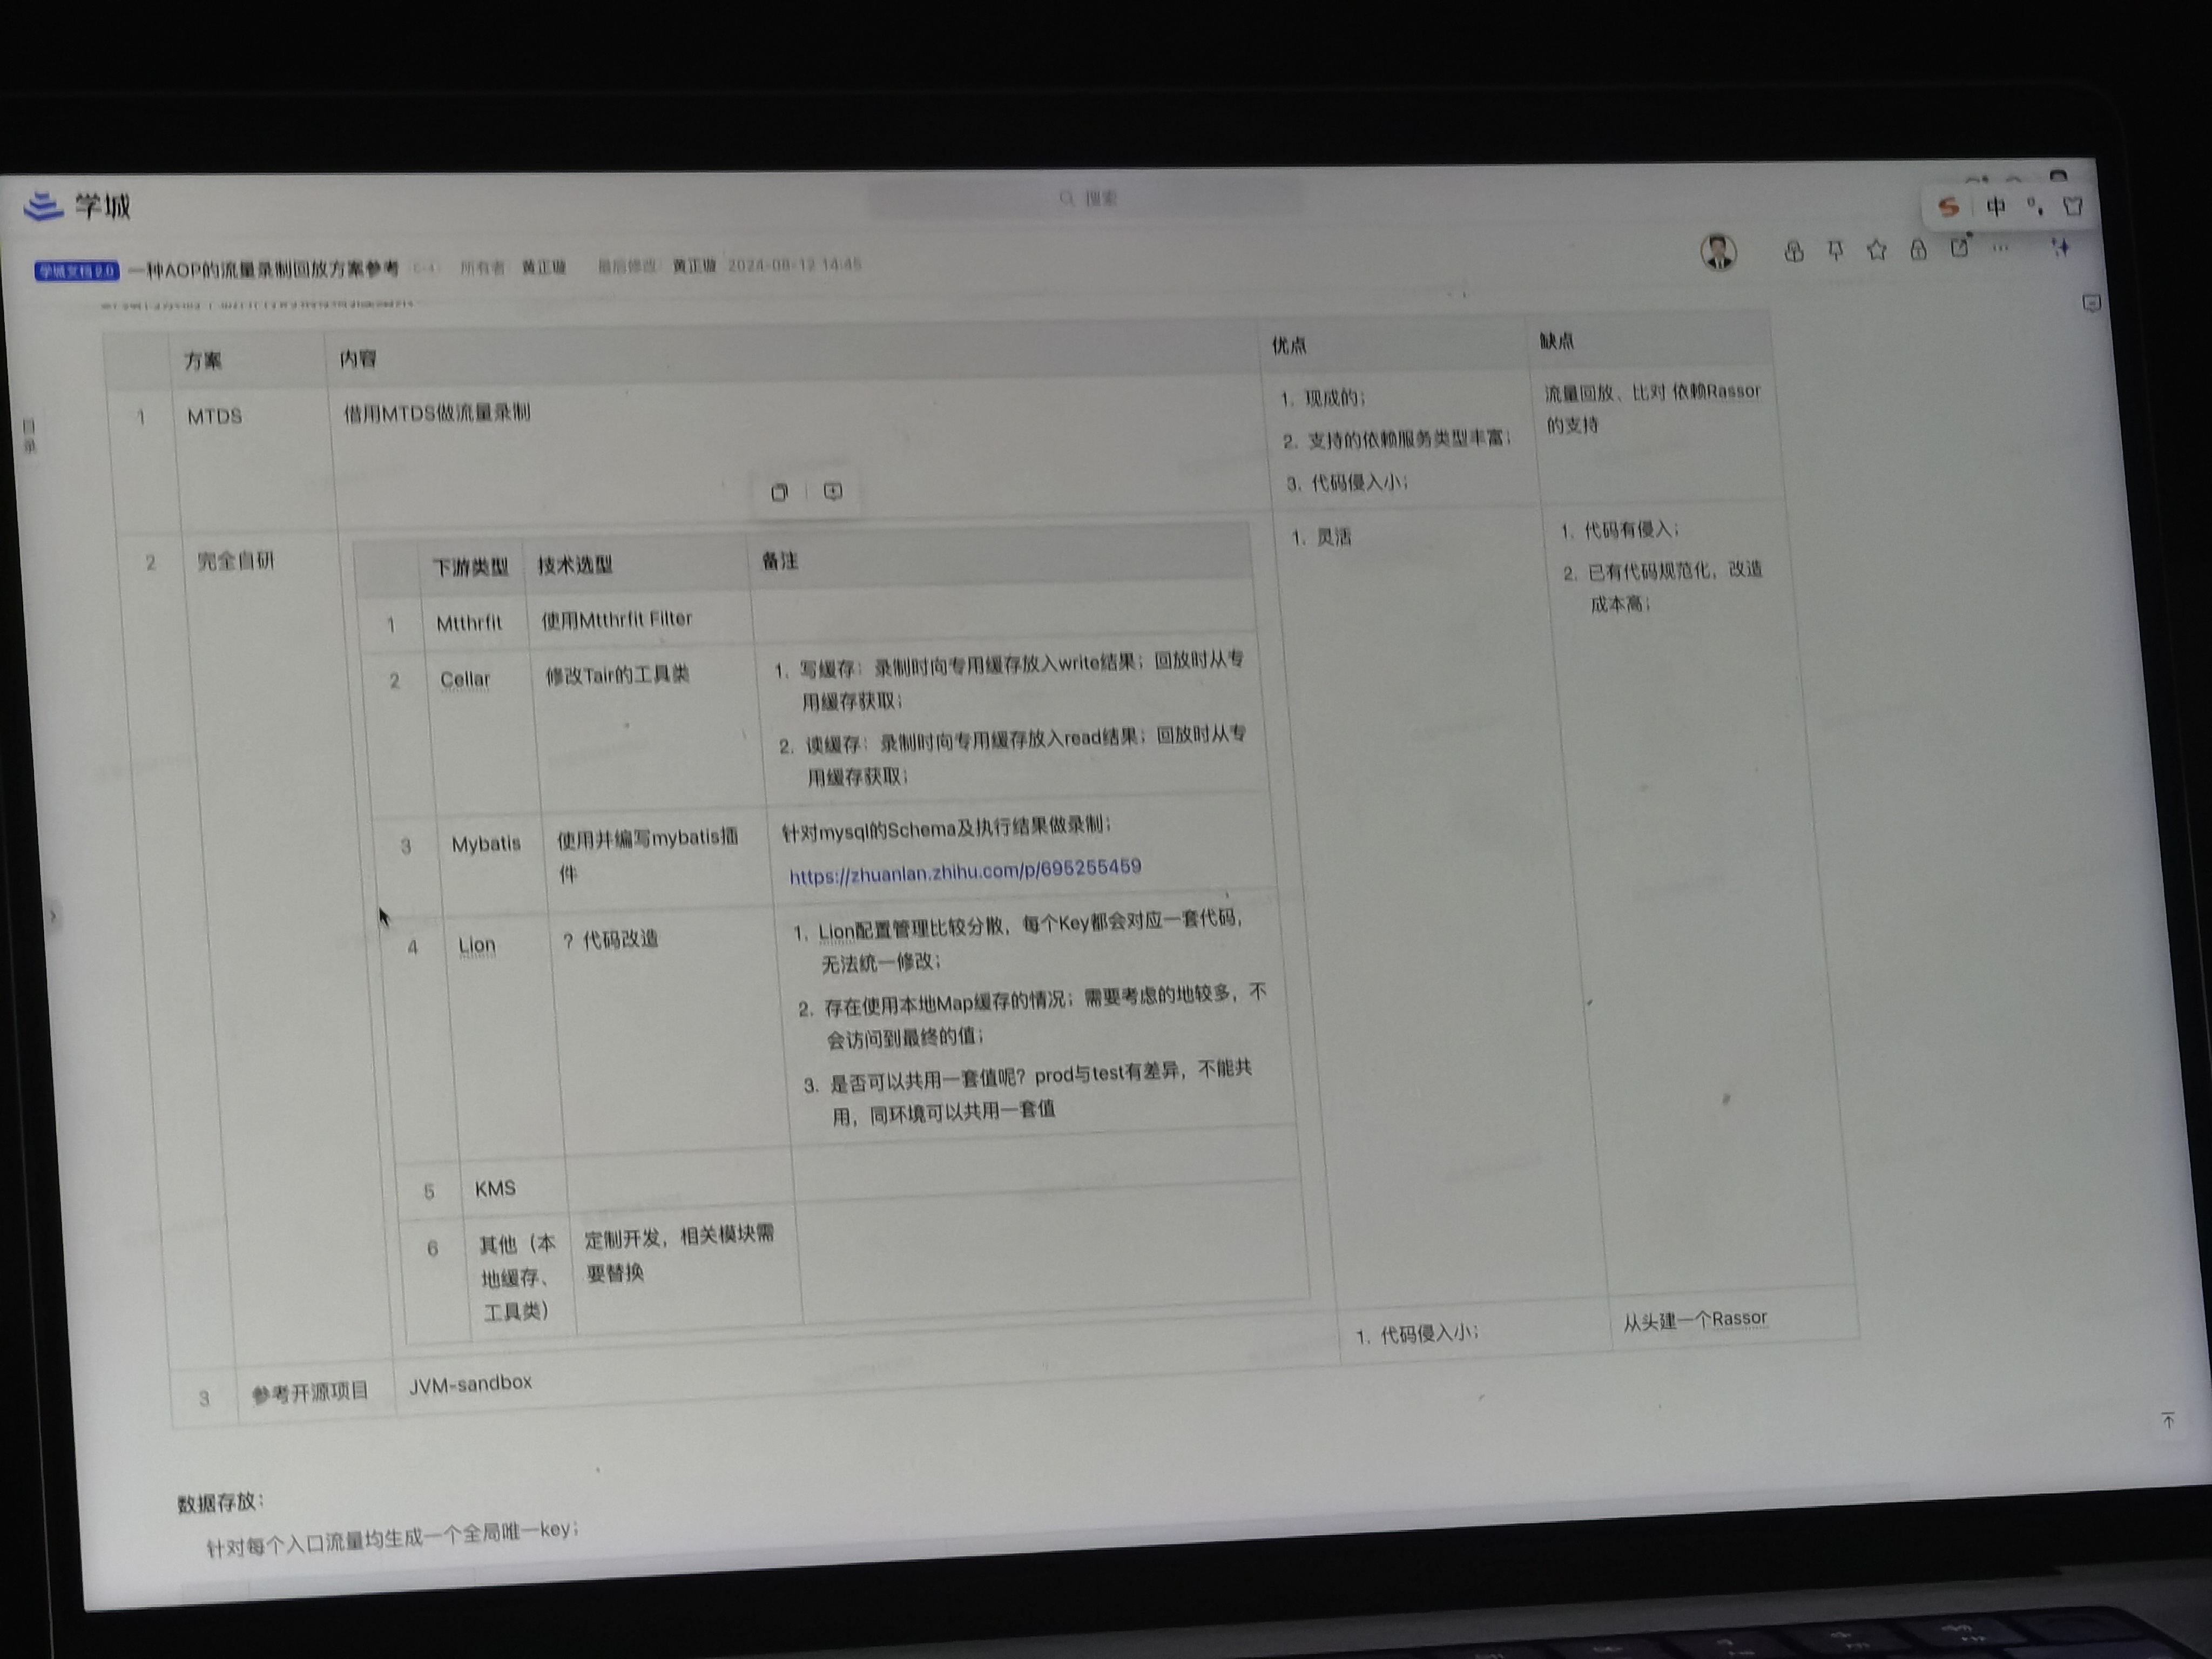 学城
搜索
中
学城文档 2.0 一种AOP的流量录制回放方案参考 所有者 黄正璇 最后修改 黄正璇 2024-08-12 14:45
目录
方案 内容 优点 缺点
1 MTDS 借用MTDS做流量录制
1. 现成的；
2. 支持的依赖服务类型丰富；
3. 代码侵入小；
流量回放、比对 依赖Rassor
的支持
2 完全自研
下游类型 技术选型 备注
1 Mtthrfit 使用Mtthrfit Filter
2 Cellar 修改Tair的工具类
1. 写缓存：录制时向专用缓存放入write结果；回放时从专
用缓存获取；
2. 读缓存：录制时向专用缓存放入read结果；回放时从专
用缓存获取；
3 Mybatis 使用并编写mybatis插
件
针对mysql的Schema及执行结果做录制；
https://zhuanlan.zhihu.com/p/695255459
4 Lion ？代码改造
1. Lion配置管理比较分散，每个Key都会对应一套代码，
无法统一修改；
2. 存在使用本地Map缓存的情况；需要考虑的地较多，不
会访问到最终的值；
3. 是否可以共用一套值呢？prod与test有差异，不能共
用，同环境可以共用一套值
5 KMS
6 其他（本
地缓存、
工具类）
定制开发，相关模块需
要替换
1. 灵活
1. 代码有侵入；
2. 已有代码规范化，改造
成本高；
3 参考开源项目 JVM-sandbox
1. 代码侵入小；
从头建一个Rassor
数据存放：
针对每个入口流量均生成一个全局唯一key；